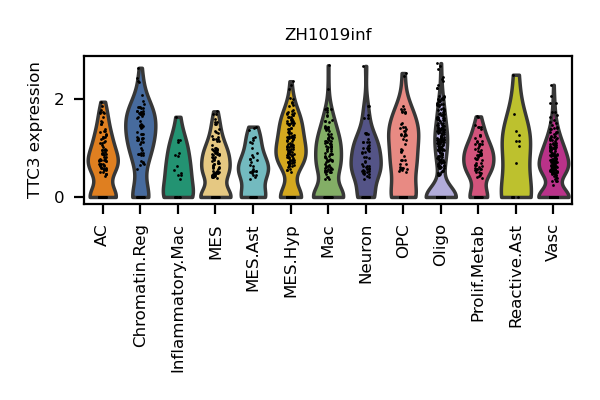 ZH1019inf
TTC3 expression
2
0
AC
Chromatin.Reg
Inflammatory.Mac
MES
MES.Ast
MES.Hyp
Mac
Neuron
OPC
Oligo
Prolif.Metab
Reactive.Ast
Vasc